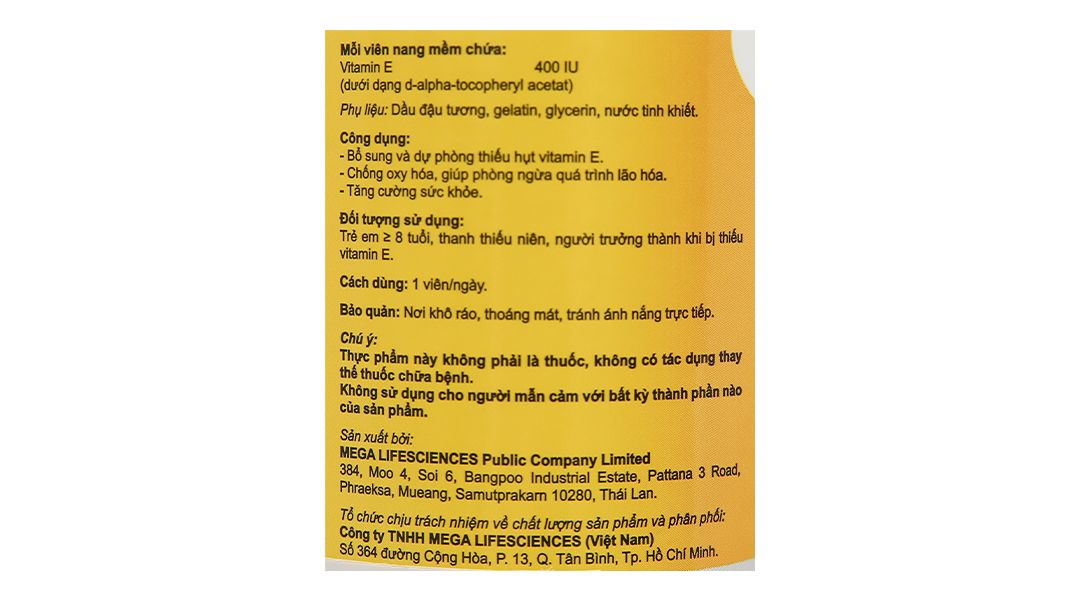 Mỗi viên nang mềm chứa:
Vitamin E 400 IU
(dưới dạng d-alpha-tocopheryl acetat)
Phụ liệu: Dầu đậu tương, gelatin, glycerin, nước tinh khiết.
Công dụng:
- Bổ sung và dự phòng thiếu hụt vitamin E.
- Chống oxy hóa, giúp phòng ngừa quá trình lão hóa.
- Tăng cường sức khỏe.
Đối tượng sử dụng:
Trẻ em ≥ 8 tuổi, thanh thiếu niên, người trưởng thành khi bị thiếu
vitamin E.
Cách dùng: 1 viên/ngày.
Bảo quản: Nơi khô ráo, thoáng mát, tránh ánh nắng trực tiếp.
Chú ý:
Thực phẩm này không phải là thuốc, không có tác dụng thay
thế thuốc chữa bệnh.
Không sử dụng cho người mẫn cảm với bất kỳ thành phần nào
của sản phẩm.
Sản xuất bởi:
MEGA LIFESCIENCES Public Company Limited
384, Moo 4, Soi 6, Bangpoo Industrial Estate, Pattana 3 Road,
Phraeksa, Mueang, Samutprakarn 10280, Thái Lan.
Tổ chức chịu trách nhiệm về chất lượng sản phẩm và phân phối:
Công ty TNHH MEGA LIFESCIENCES (Việt Nam)
Số 364 đường Cộng Hòa, P. 13, Q. Tân Bình, Tp. Hồ Chí Minh.